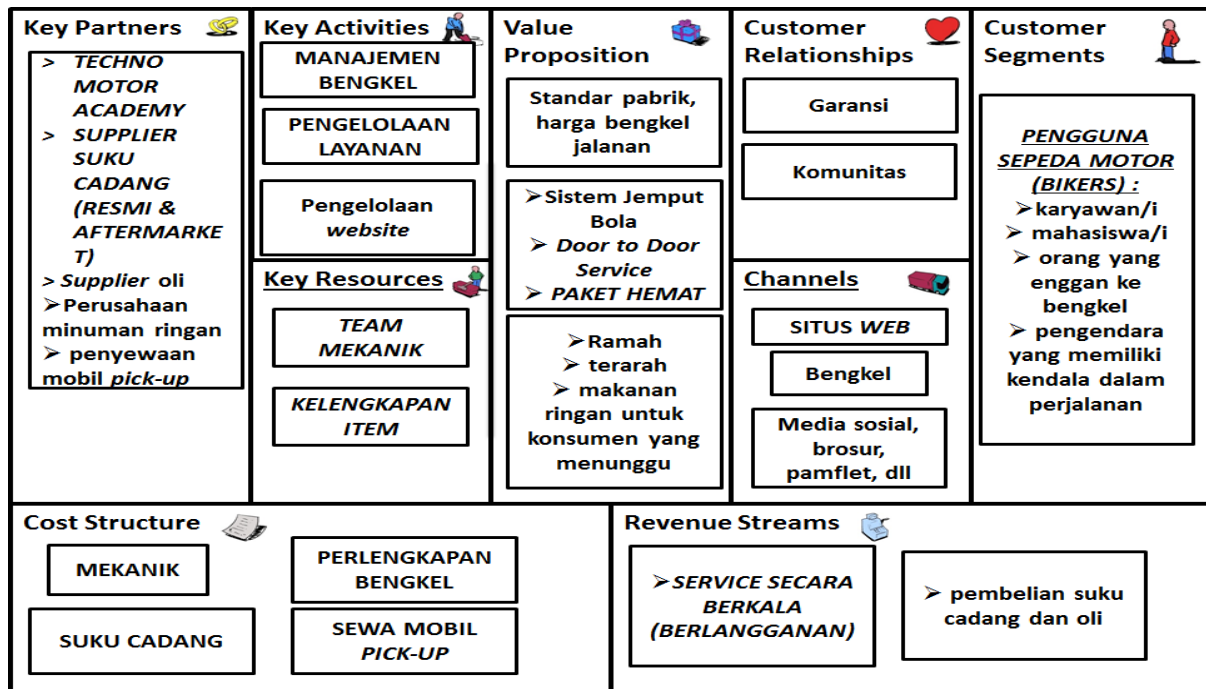 Key Partners
> TECHNO
MOTOR
ACADEMY
> SUPPLIER
SUKU
CADANG
(RESMI &
AFTERMARKE
T)
> Supplier oli
➢Perusahaan
minuman ringan
➢ penyewaan
mobil pick-up
Key Activities
MANAJEMEN
BENGKEL
PENGELOLAAN
LAYANAN
Pengelolaan
website
Key Resources
TEAM
MEKANIK
KELENGKAPAN
ITEM
Value
Proposition
Standar pabrik,
harga bengkel
jalanan
➢Sistem Jemput
Bola
➢ Door to Door
Service
➢ PAKET HEMAT
➢Ramah
➢ terarah
➢ makanan
ringan untuk
konsumen yang
menunggu
Customer
Relationships
Garansi
Komunitas
Channels
SITUS WEB
Bengkel
Media sosial,
brosur,
pamflet, dll
Customer
Segments
PENGGUNA
SEPEDA MOTOR
(BIKERS) :
➢karyawan/i
➢ mahasiswa/i
➢ orang yang
enggan ke
bengkel
➢ pengendara
yang memiliki
kendala dalam
perjalanan
Cost Structure
MEKANIK
PERLENGKAPAN
BENGKEL
SUKU CADANG
SEWA MOBIL
PICK-UP
Revenue Streams
➢SERVICE SECARA
BERKALA
(BERLANGGANAN)
➢ pembelian suku
cadang dan oli